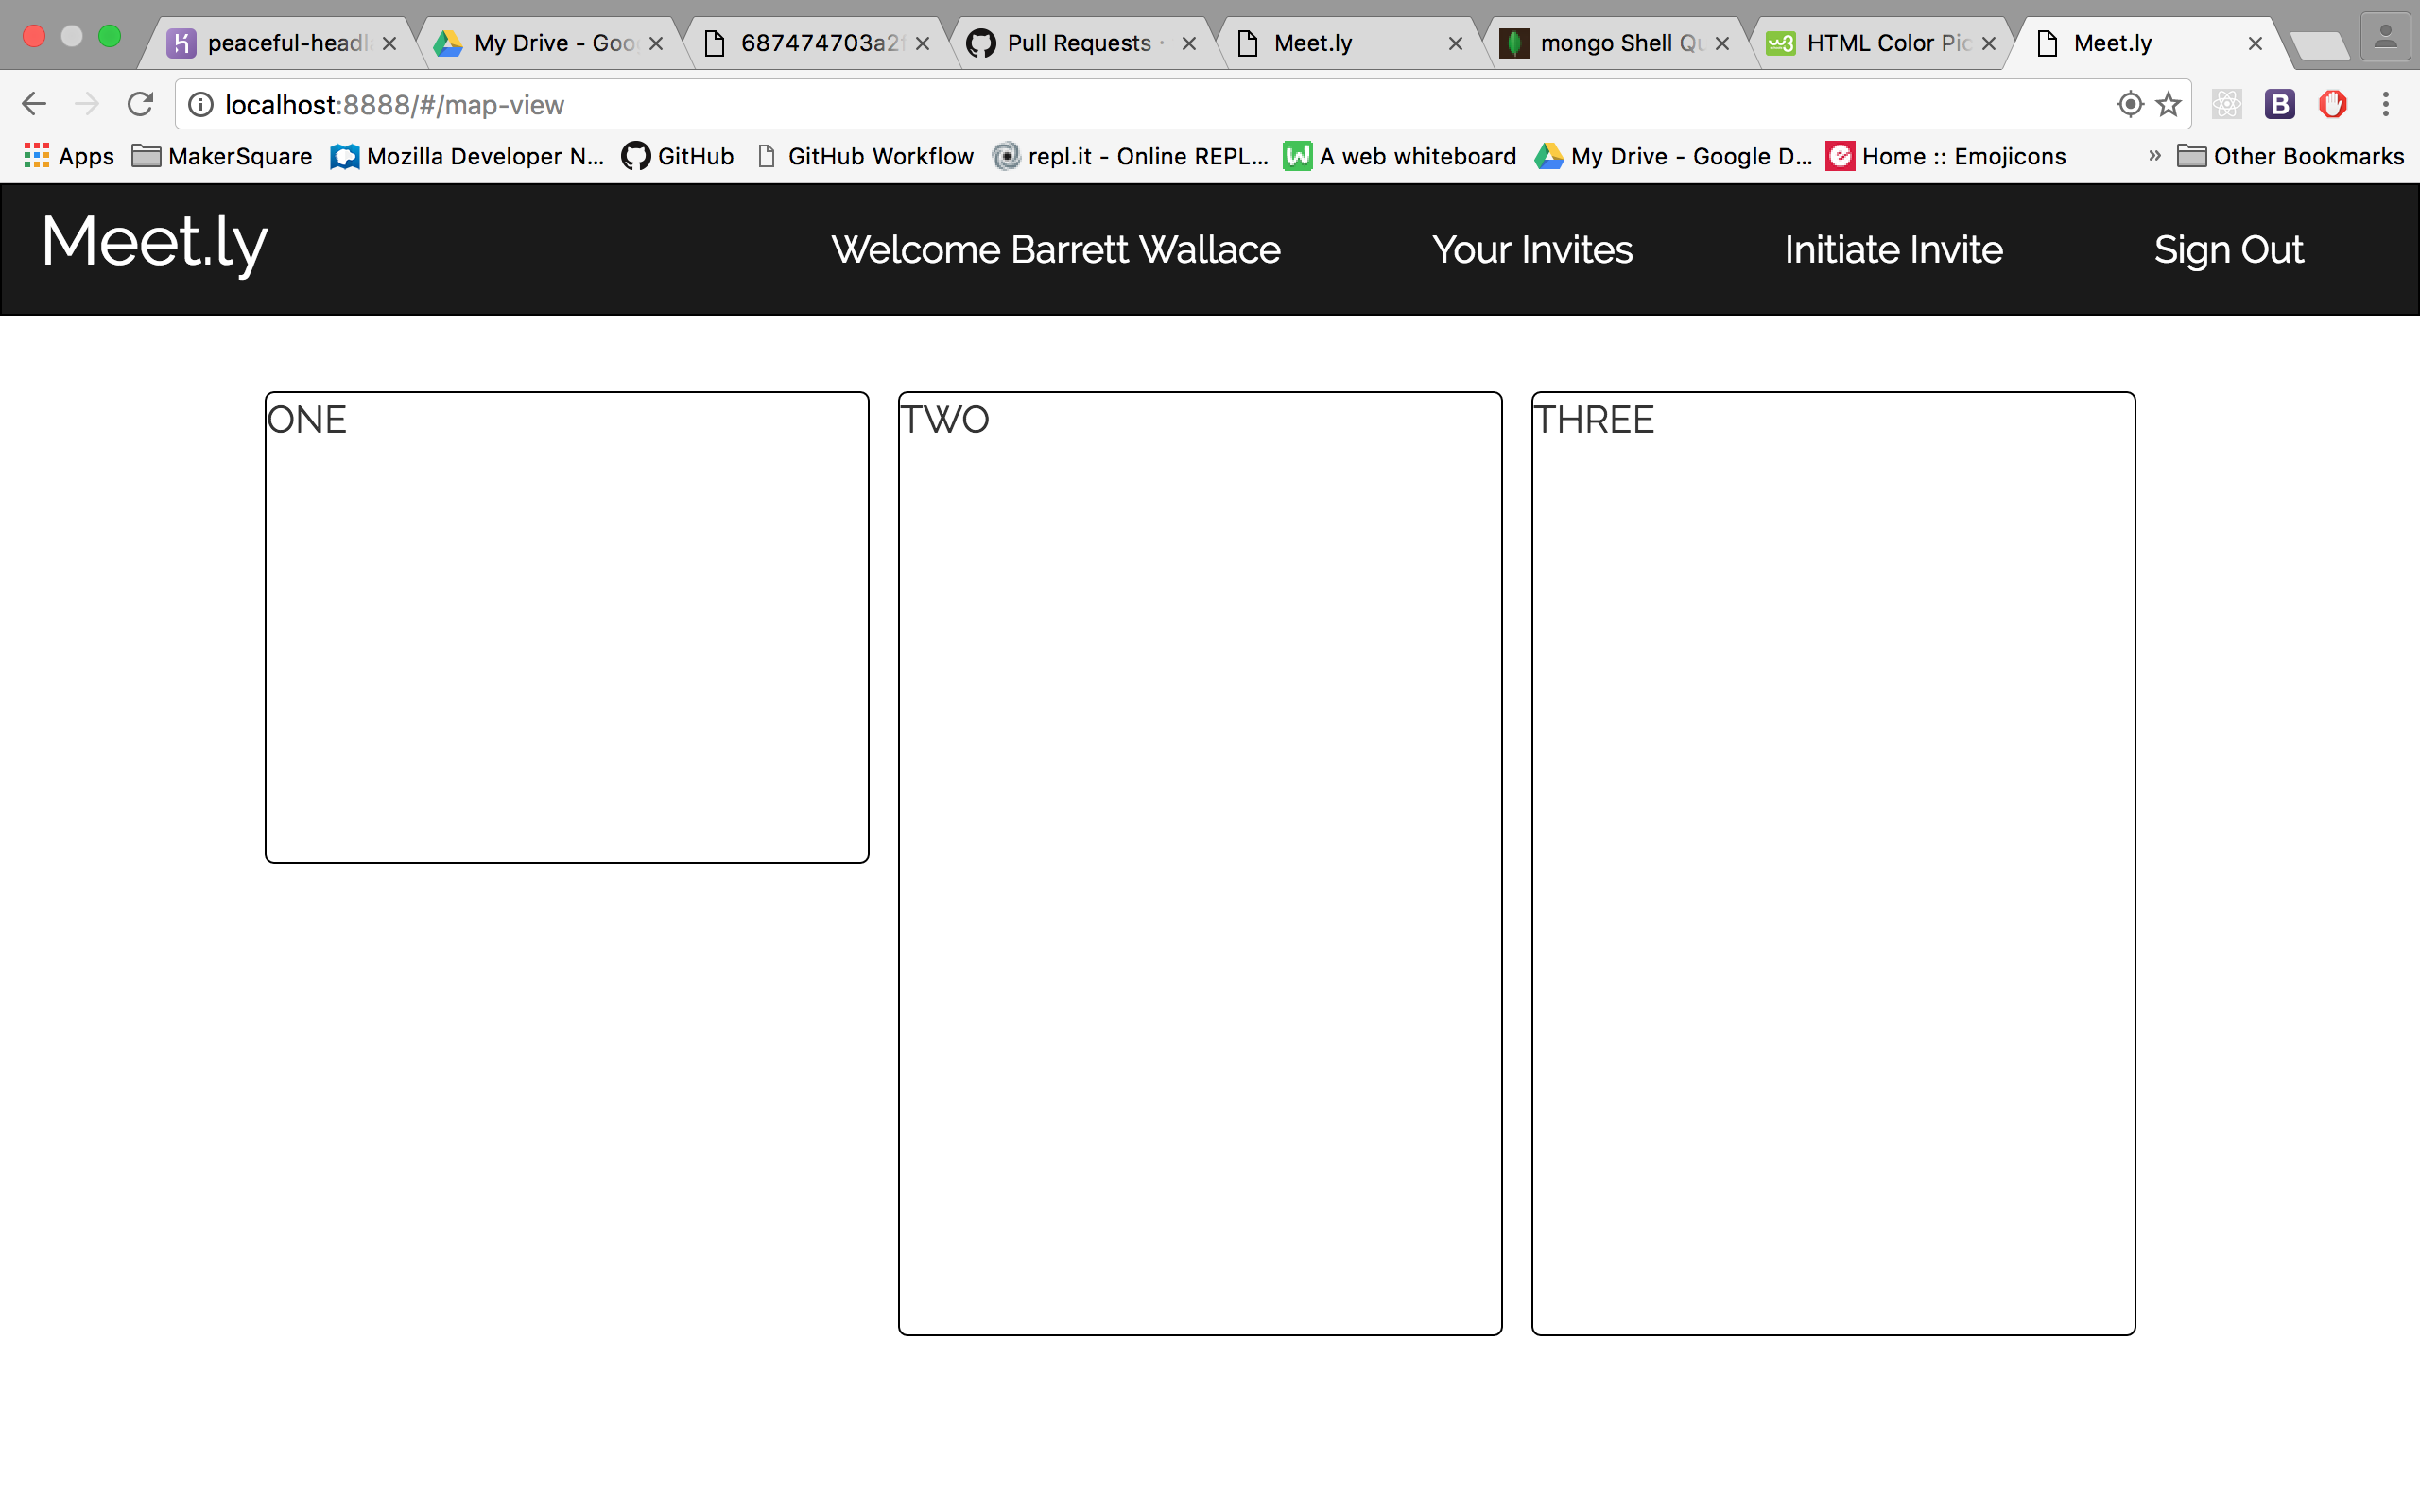 peaceful-headl
My Drive - Goo
687474703a2f
Pull Requests ·
Meet.ly
mongo Shell Qu
HTML Color Pic
Meet.ly
localhost:8888/#/map-view
Apps
MakerSquare
Mozilla Developer N...
GitHub
GitHub Workflow
repl.it - Online REPL...
A web whiteboard
My Drive - Google D...
Home :: Emojicons
»
Other Bookmarks
Meet.ly
Welcome Barrett Wallace
Your Invites
Initiate Invite
Sign Out
ONE
TWO
THREE